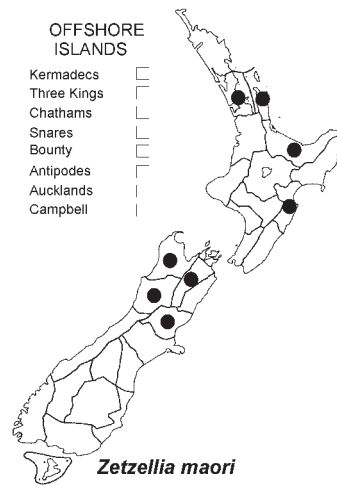 OFFSHORE
ISLANDS
Kermadecs
Three Kings
Chathams
Snares
Bounty
Antipodes
Aucklands
Campbell
Zetzellia maori